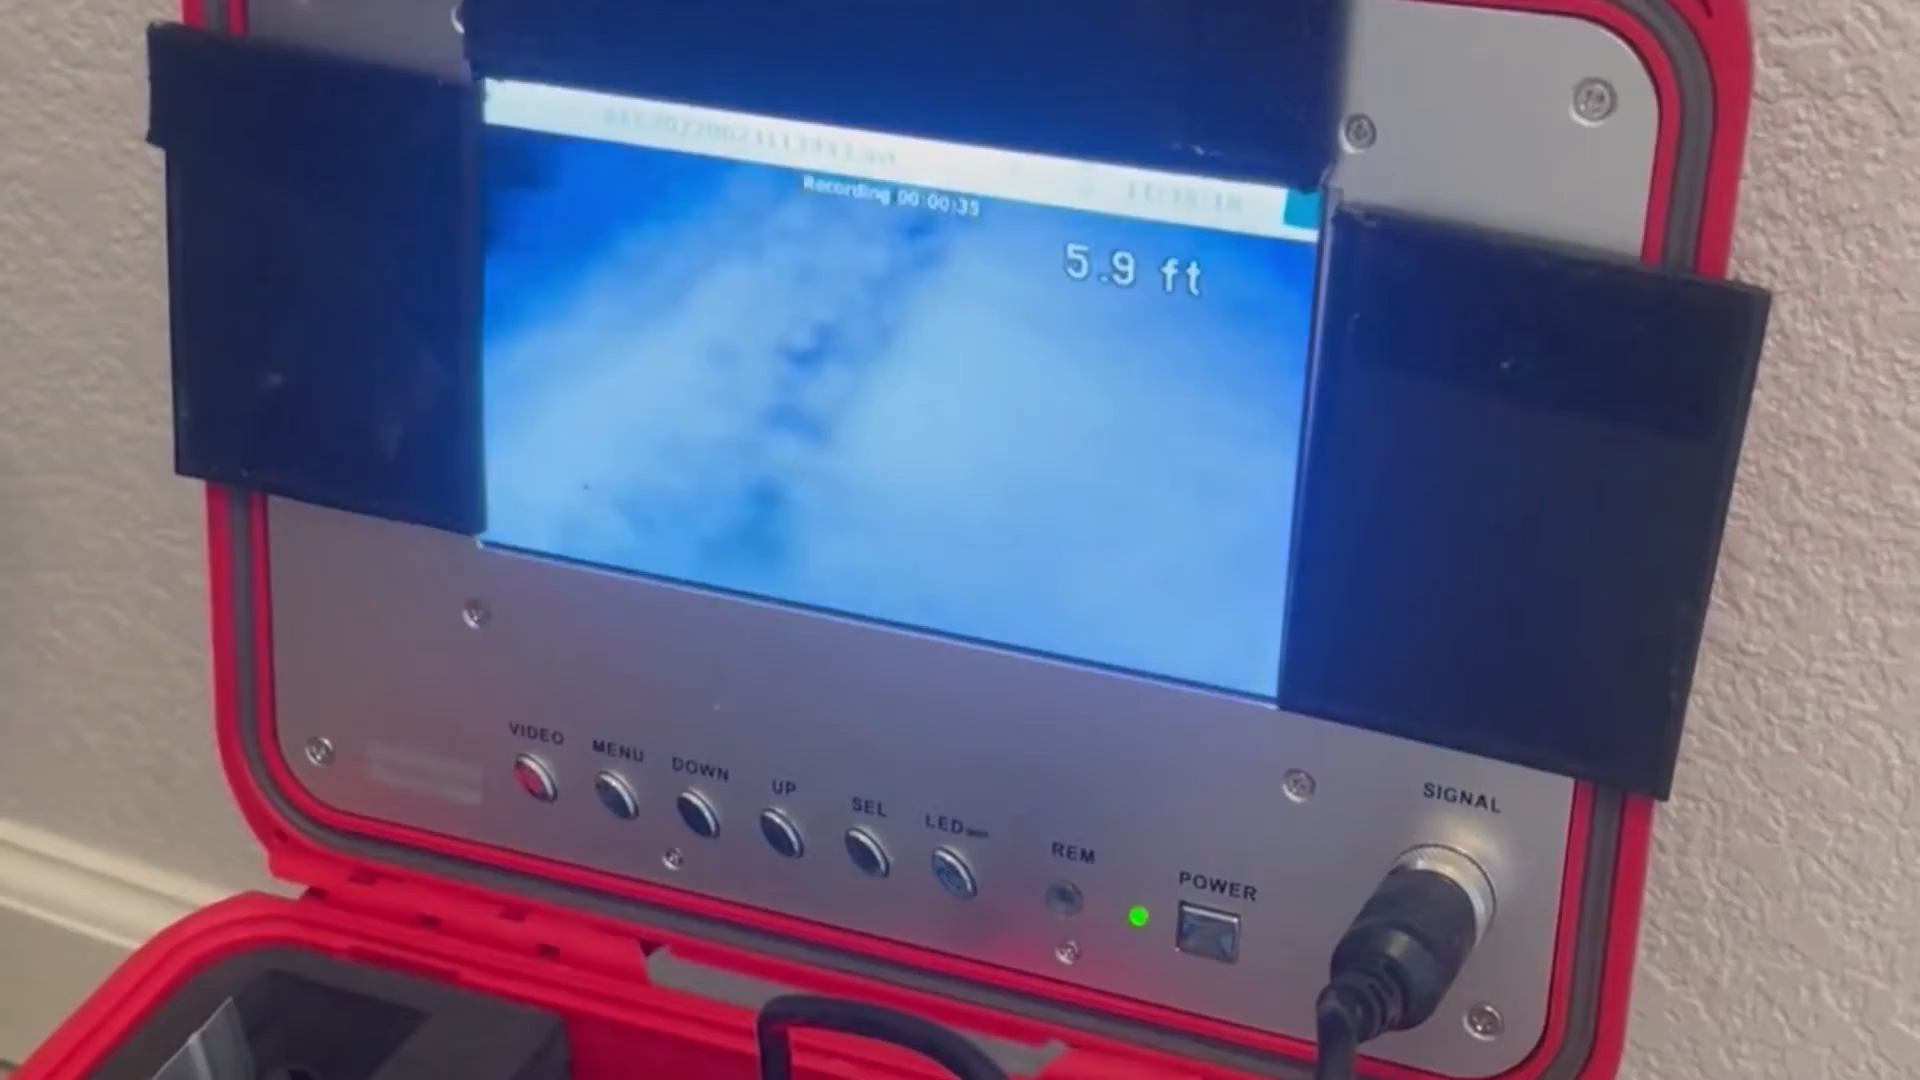 Recording 00:00:35
5.9 ft
VIDEO
MENU
DOWN
UP
SEL
LED
REM
POWER
SIGNAL